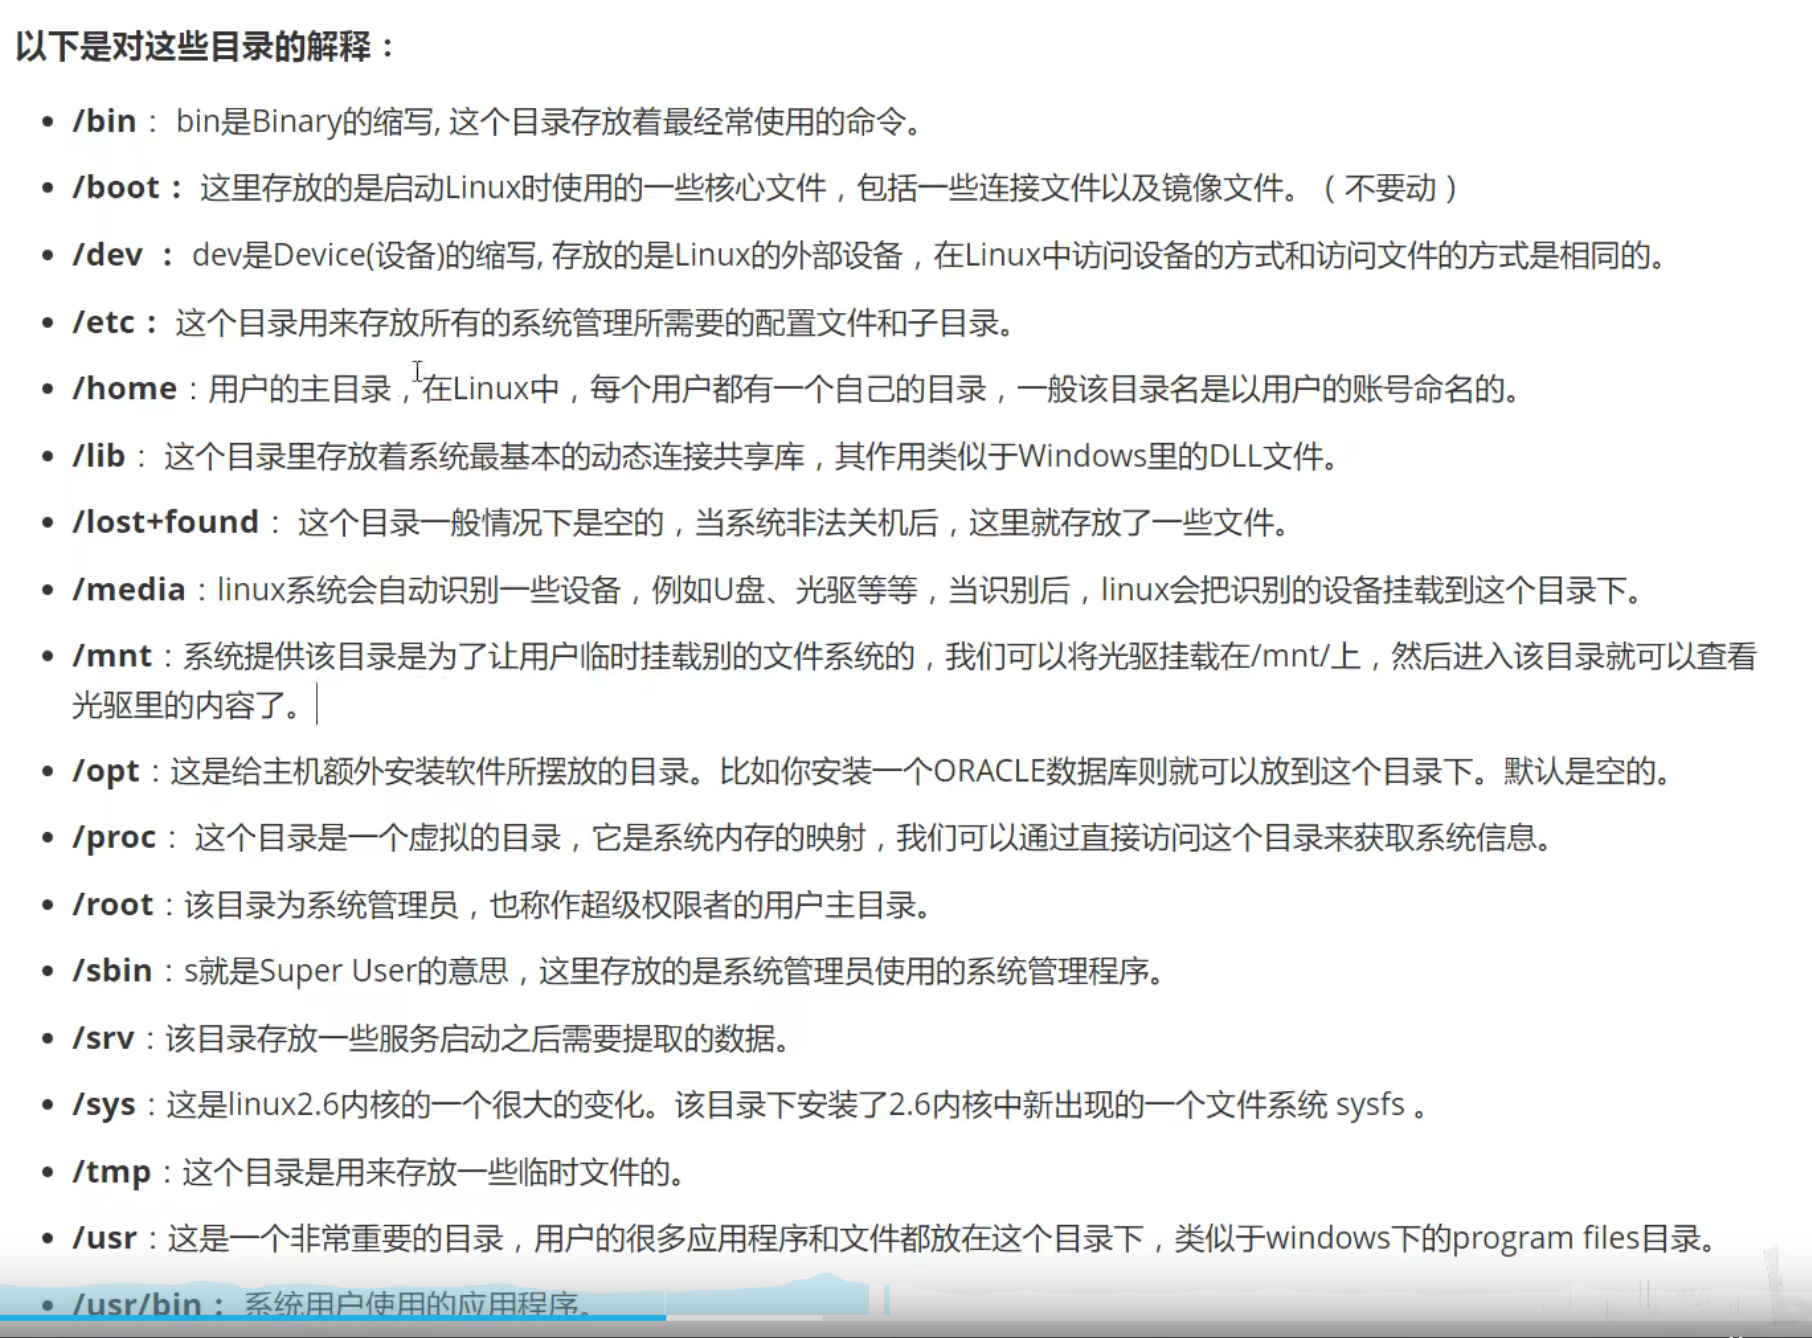 以下是对这些目录的解释：
/bin： bin是Binary的缩写, 这个目录存放着最经常使用的命令。
/boot： 这里存放的是启动Linux时使用的一些核心文件，包括一些连接文件以及镜像文件。（不要动）
/dev ： dev是Device(设备)的缩写, 存放的是Linux的外部设备，在Linux中访问设备的方式和访问文件的方式是相同的。
/etc： 这个目录用来存放所有的系统管理所需要的配置文件和子目录。
/home：用户的主目录，在Linux中，每个用户都有一个自己的目录，一般该目录名是以用户的账号命名的。
/lib： 这个目录里存放着系统最基本的动态连接共享库，其作用类似于Windows里的DLL文件。
/lost+found： 这个目录一般情况下是空的，当系统非法关机后，这里就存放了一些文件。
/media：linux系统会自动识别一些设备，例如U盘、光驱等等，当识别后，linux会把识别的设备挂载到这个目录下。
/mnt：系统提供该目录是为了让用户临时挂载别的文件系统的，我们可以将光驱挂载在/mnt/上，然后进入该目录就可以查看
光驱里的内容了。
/opt：这是给主机额外安装软件所摆放的目录。比如你安装一个ORACLE数据库则就可以放到这个目录下。默认是空的。
/proc： 这个目录是一个虚拟的目录，它是系统内存的映射，我们可以通过直接访问这个目录来获取系统信息。
/root：该目录为系统管理员，也称作超级权限者的用户主目录。
/sbin：s就是Super User的意思，这里存放的是系统管理员使用的系统管理程序。
/srv：该目录存放一些服务启动之后需要提取的数据。
/sys：这是linux2.6内核的一个很大的变化。该目录下安装了2.6内核中新出现的一个文件系统 sysfs 。
/tmp：这个目录是用来存放一些临时文件的。
/usr：这是一个非常重要的目录，用户的很多应用程序和文件都放在这个目录下，类似于windows下的program files目录。
/usr/bin： 系统用户使用的应用程序。